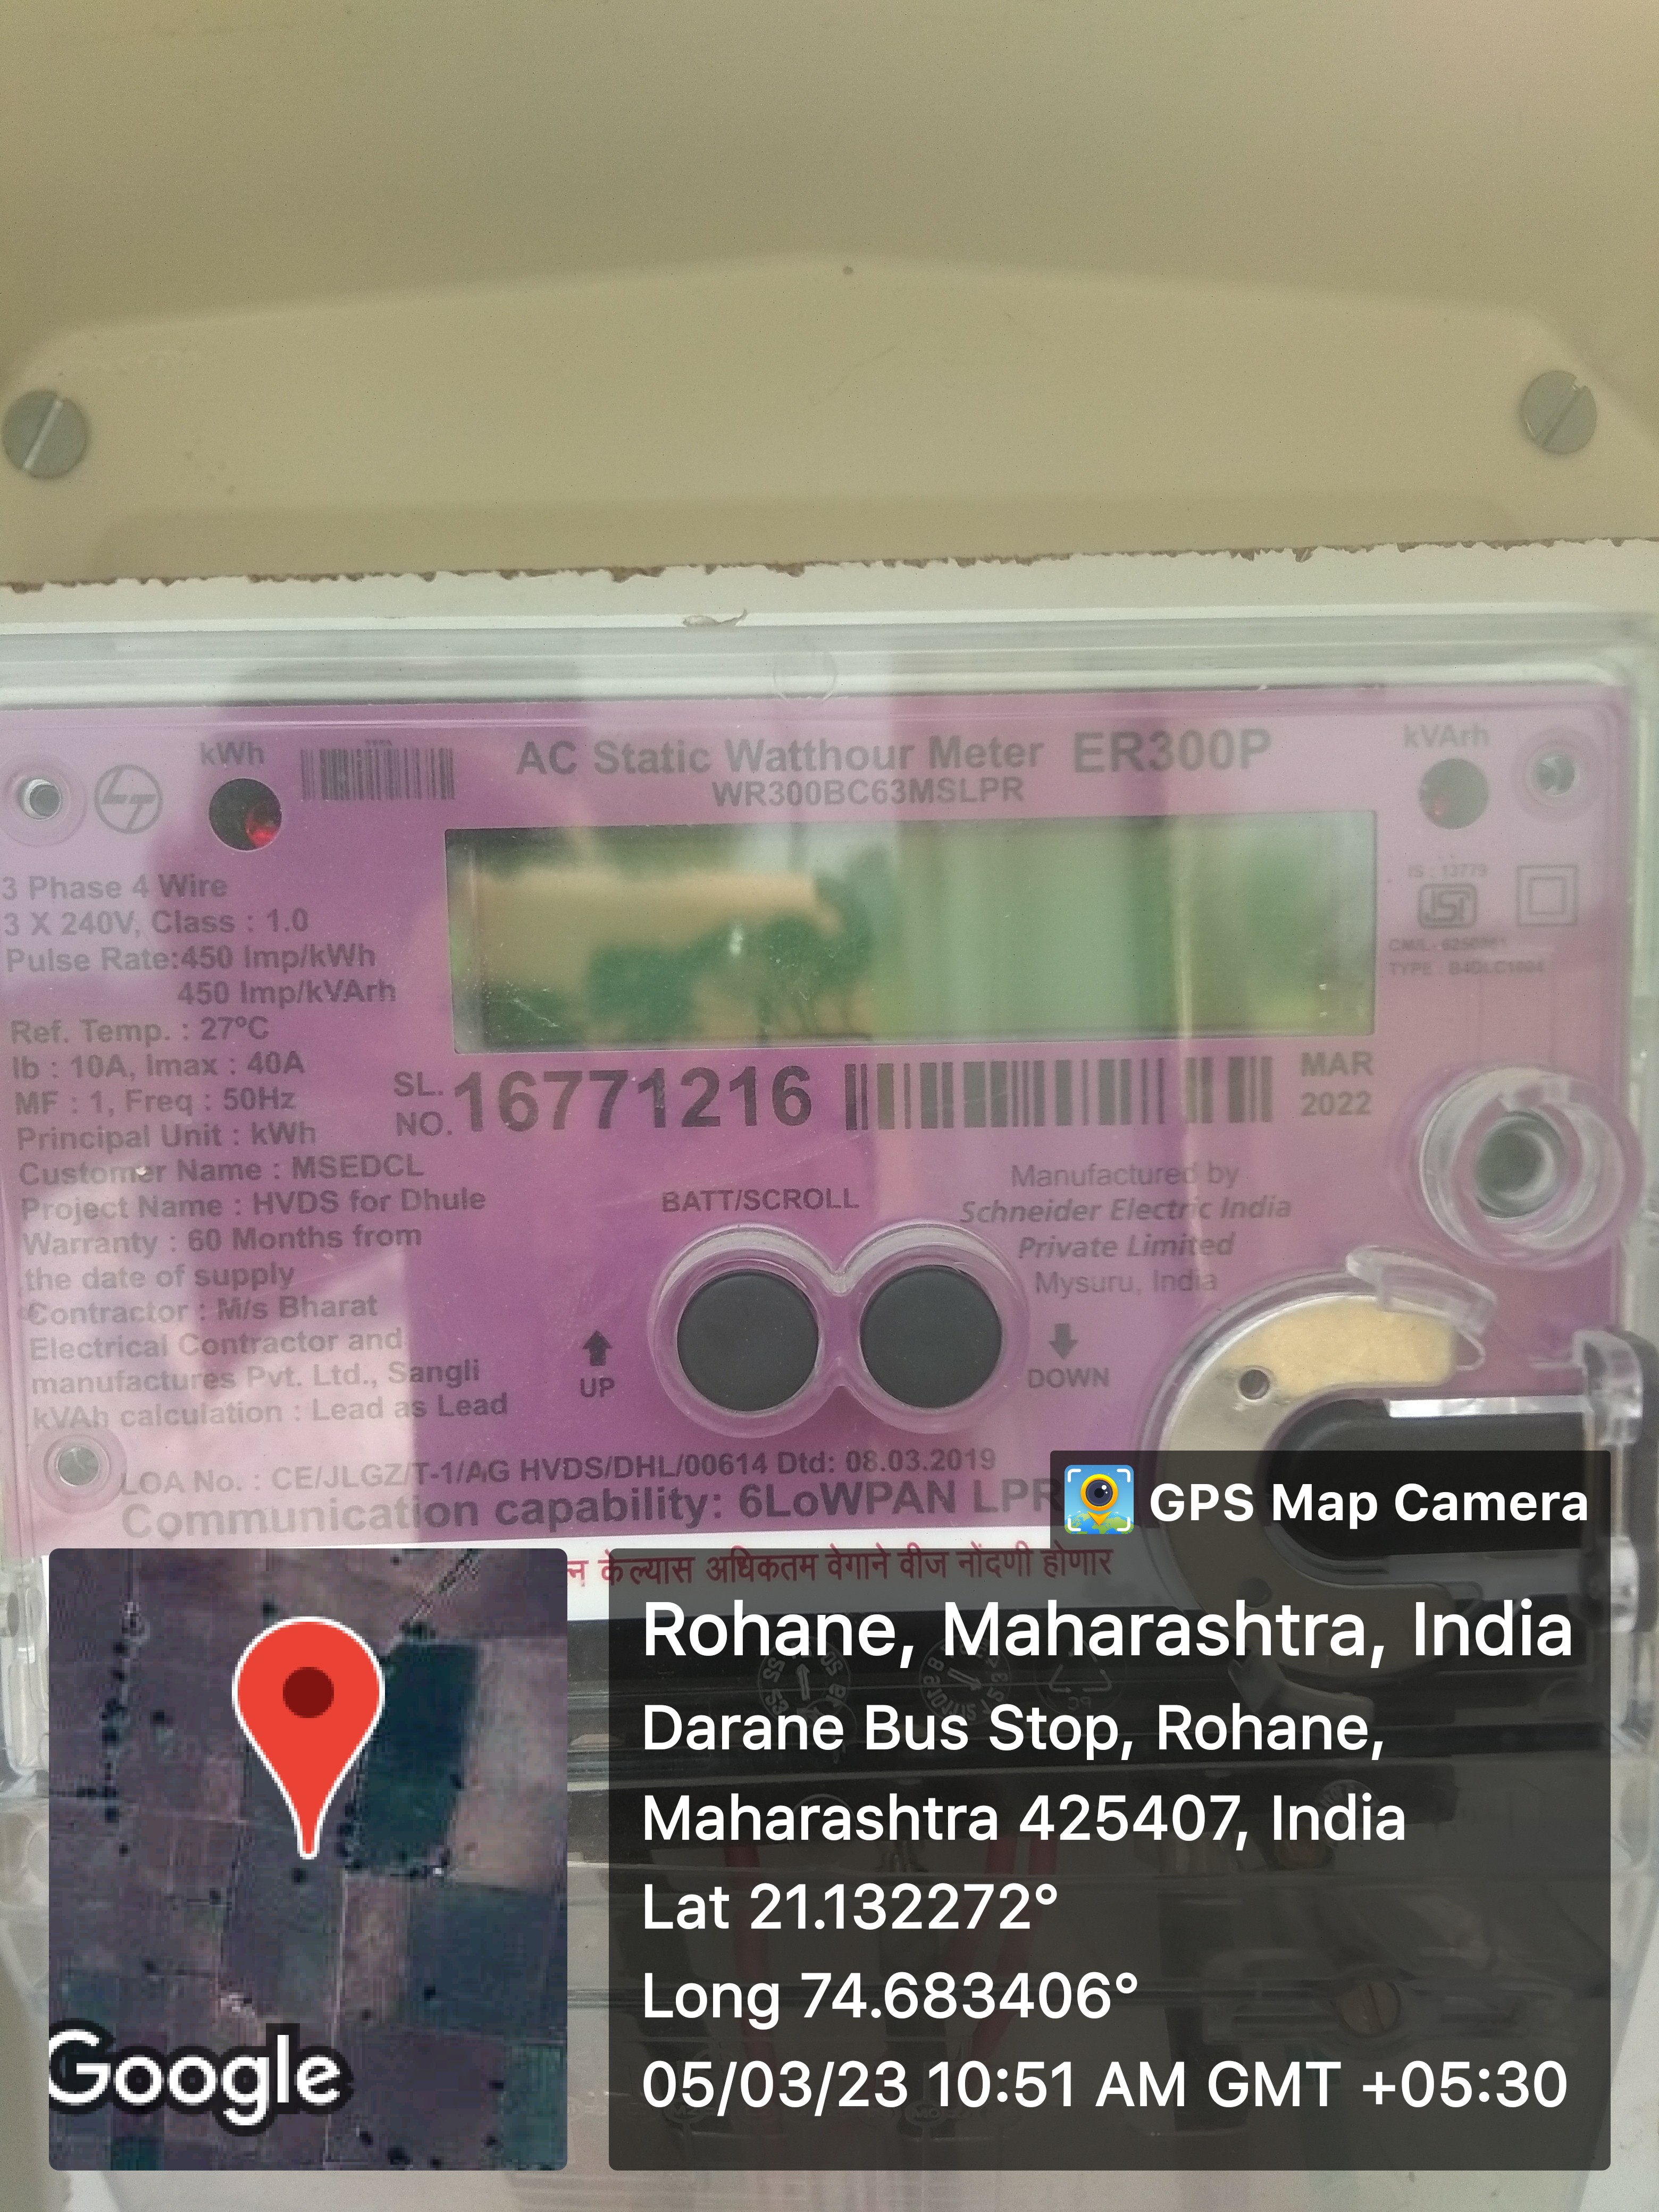 kWh
AC Static Watthour Meter ER300P
WR300BC63MSLPR
kVArh
LT
3 Phase 4 Wire
3 X 240V, Class : 1.0
Pulse Rate:450 Imp/kWh
450 Imp/kVArh
Ref. Temp. : 27°C
Ib : 10A, Imax : 40A
MF : 1, Freq : 50Hz
Principal Unit : kWh
Customer Name : MSEDCL
Project Name : HVDS for Dhule
Warranty : 60 Months from
the date of supply
Contractor : M/s Bharat
Electrical Contractor and
manufactures Pvt. Ltd., Sangli
kVAh calculation : Lead as Lead
IS : 13779
ISI
CM/L-
TYPE :
SL.
NO. 16771216
MAR
2022
BATT/SCROLL
UP
DOWN
Manufactured by
Schneider Electric India
Private Limited
Mysuru, India
LOA No. : CE/JLGZ/T-1/AG HVDS/DHL/00614 Dtd: 08.03.2019
Communication capability: 6LoWPAN LPR
केल्यास अधिकतम वेगाने वीज नोंदणी होणार
GPS Map Camera
Rohane, Maharashtra, India
Darane Bus Stop, Rohane,
Maharashtra 425407, India
Lat 21.132272°
Long 74.683406°
05/03/23 10:51 AM GMT +05:30
Google